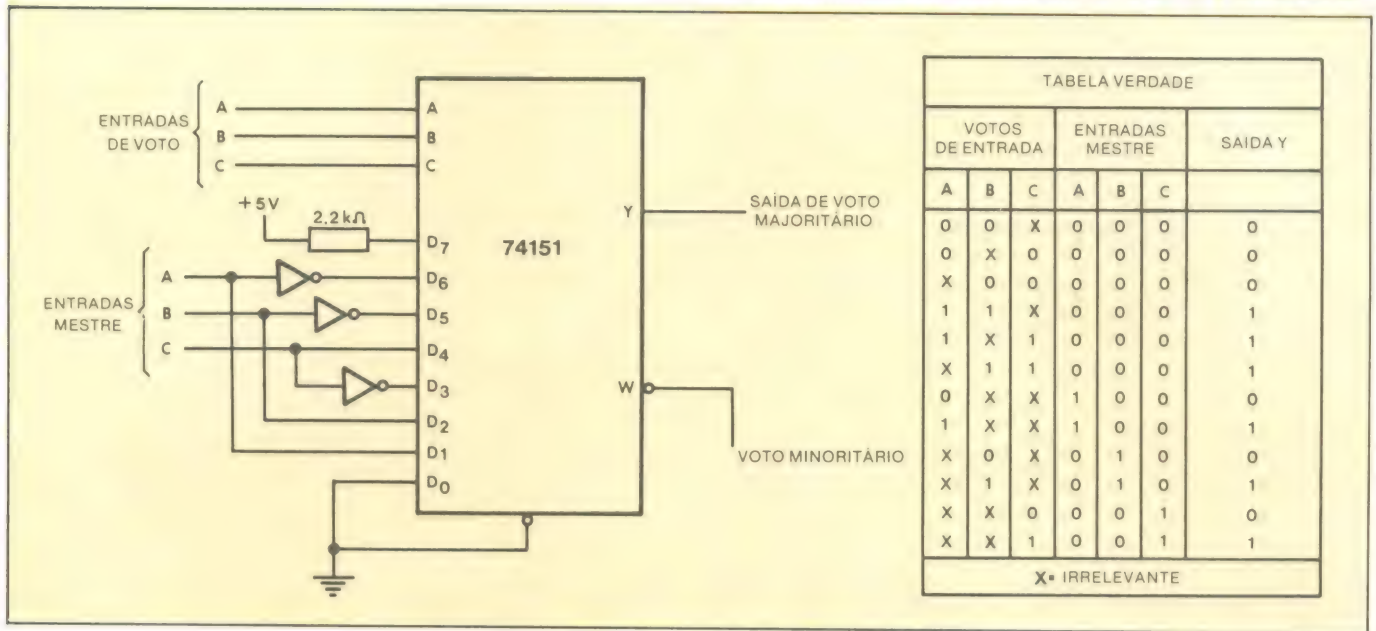 ENTRADAS
DE VOTO
A
B
C
+5V
2,2kΩ
ENTRADAS
MESTRE
A
B
C
A
B
C
D7
D6
D5
D4
D3
D2
D1
D0
74151
Y
W
SAÍDA DE VOTO
MAJORITÁRIO
VOTO MINORITÁRIO
TABELA VERDADE
VOTOS DE ENTRADA ENTRADAS MESTRE SAIDA Y
A B C A B C
0 0 X 0 0 0 0
0 X 0 0 0 0 0
X 0 0 0 0 0 0
1 1 X 0 0 0 1
1 X 1 0 0 0 1
X 1 1 0 0 0 1
0 X X 1 0 0 0
1 X X 1 0 0 1
X 0 X 0 1 0 0
X 1 X 0 1 0 1
X X 0 0 0 1 0
X X 1 0 0 1 1
X= IRRELEVANTE